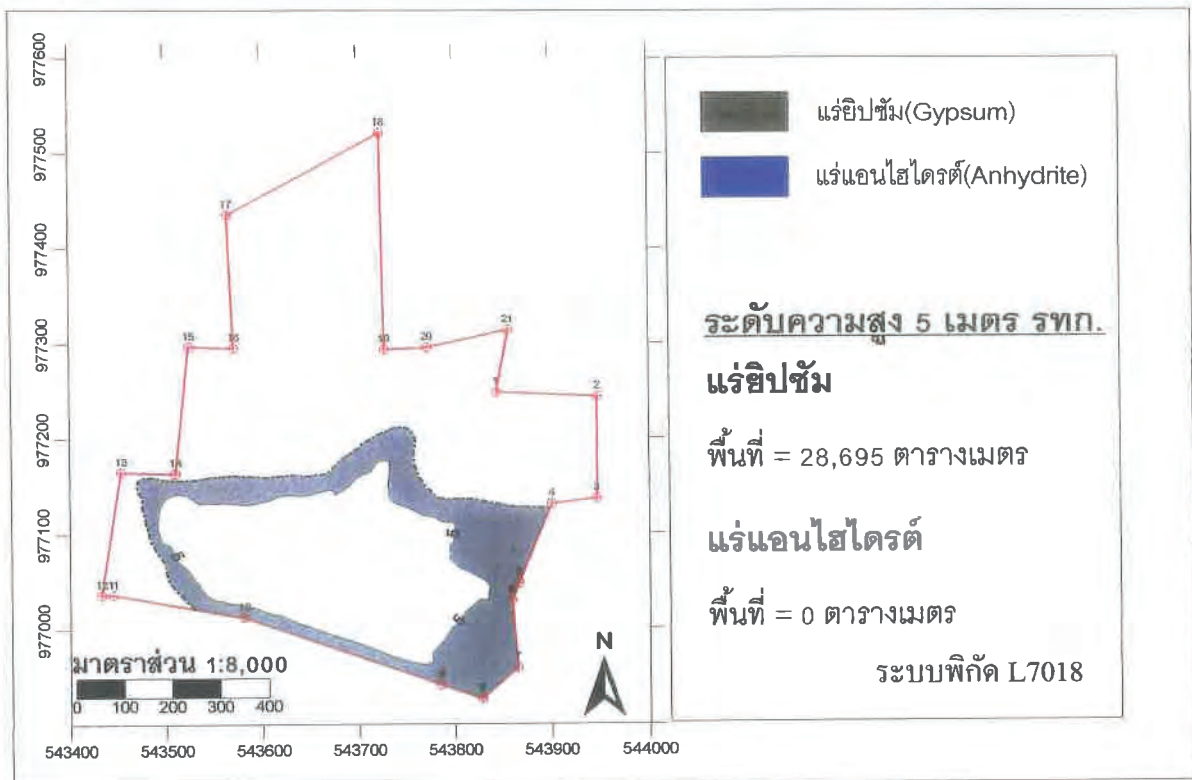 977600
977500
977400
977300
977200
977100
977000
18
17
15
16
19
20
21
1
2
13
14
4
3
5
12 11
10
5
5
มาตราส่วน 1:8,000
0 100 200 300 400
N
543400 543500 543600 543700 543800 543900 544000
แร่ยิปซัม(Gypsum)
แร่แอนไฮไดรต์(Anhydrite)
ระดับความสูง 5 เมตร รทก.
แร่ยิปซัม
พื้นที่ = 28,695 ตารางเมตร
แร่แอนไฮไดรต์
พื้นที่ = 0 ตารางเมตร
ระบบพิกัด L7018